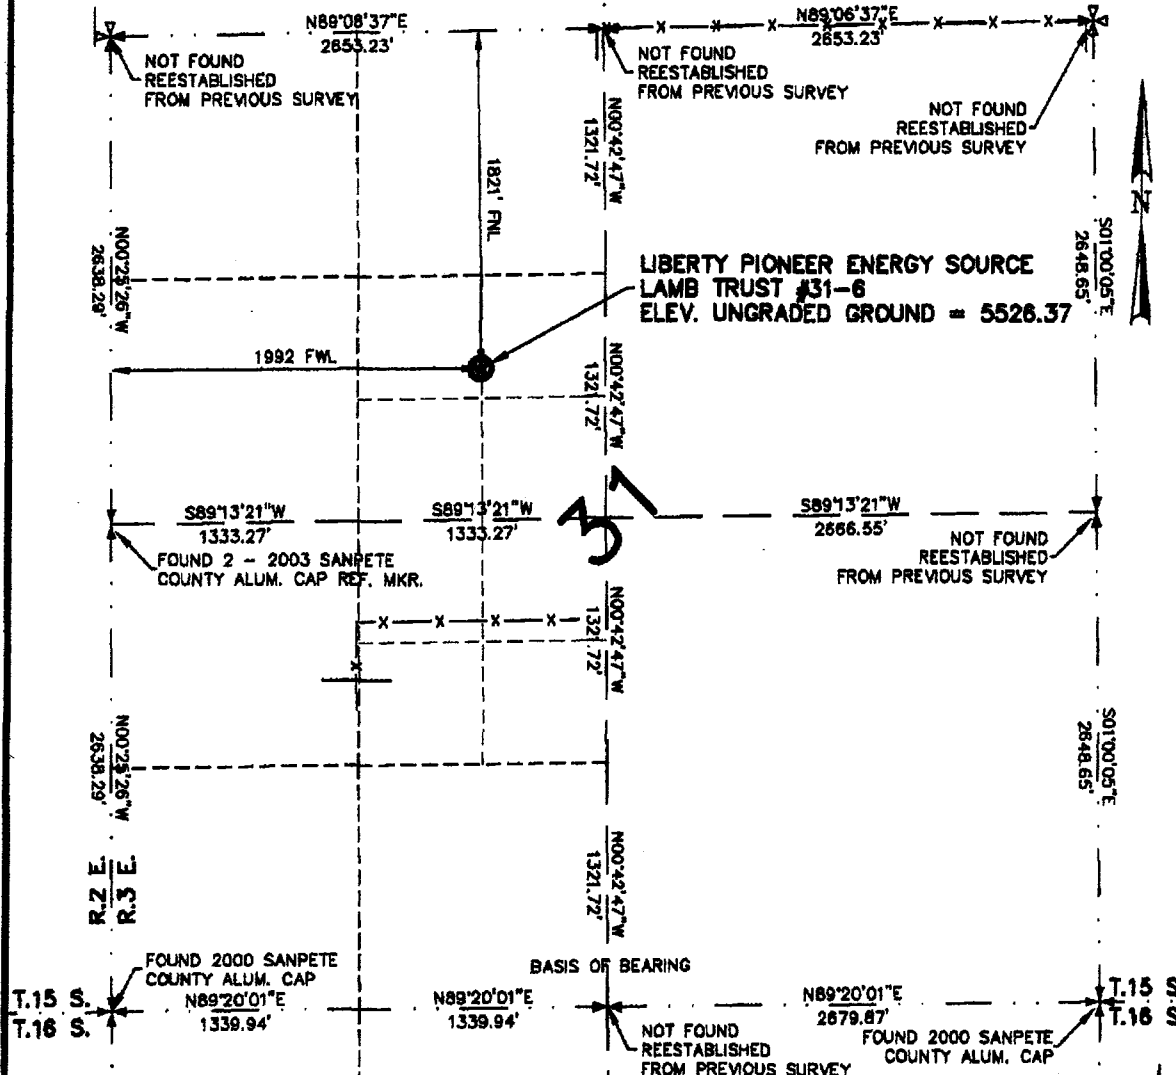 N89°08'37"E
2653.23'
N89°06'37"E
2653.23'
NOT FOUND
REESTABLISHED
FROM PREVIOUS SURVEY
NOT FOUND
REESTABLISHED
FROM PREVIOUS SURVEY
NOT FOUND
REESTABLISHED
FROM PREVIOUS SURVEY
N00°42'47"W
1321.72'
1821' FNL
N
N00°25'26"W
2638.29'
S01°00'05"E
2648.65'
LIBERTY PIONEER ENERGY SOURCE
LAMB TRUST #31-6
ELEV. UNGRADED GROUND = 5526.37
1992 FWL
N00°42'47"W
1321.72'
31
S89°13'21"W
1333.27'
S89°13'21"W
1333.27'
S89°13'21"W
2666.55'
FOUND 2 - 2003 SANPETE
COUNTY ALUM. CAP REF. MKR.
NOT FOUND
REESTABLISHED
FROM PREVIOUS SURVEY
N00°42'47"W
1321.72'
N00°25'26"W
2638.29'
S01°00'05"E
2648.65'
N00°42'47"W
1321.72'
R.2 E.
R.3 E.
FOUND 2000 SANPETE
COUNTY ALUM. CAP
BASIS OF BEARING
T.15 S.
T.16 S.
N89°20'01"E
1339.94'
N89°20'01"E
1339.94'
N89°20'01"E
2679.87'
T.15 S
T.16 S
NOT FOUND
REESTABLISHED
FROM PREVIOUS SURVEY
FOUND 2000 SANPETE
COUNTY ALUM. CAP